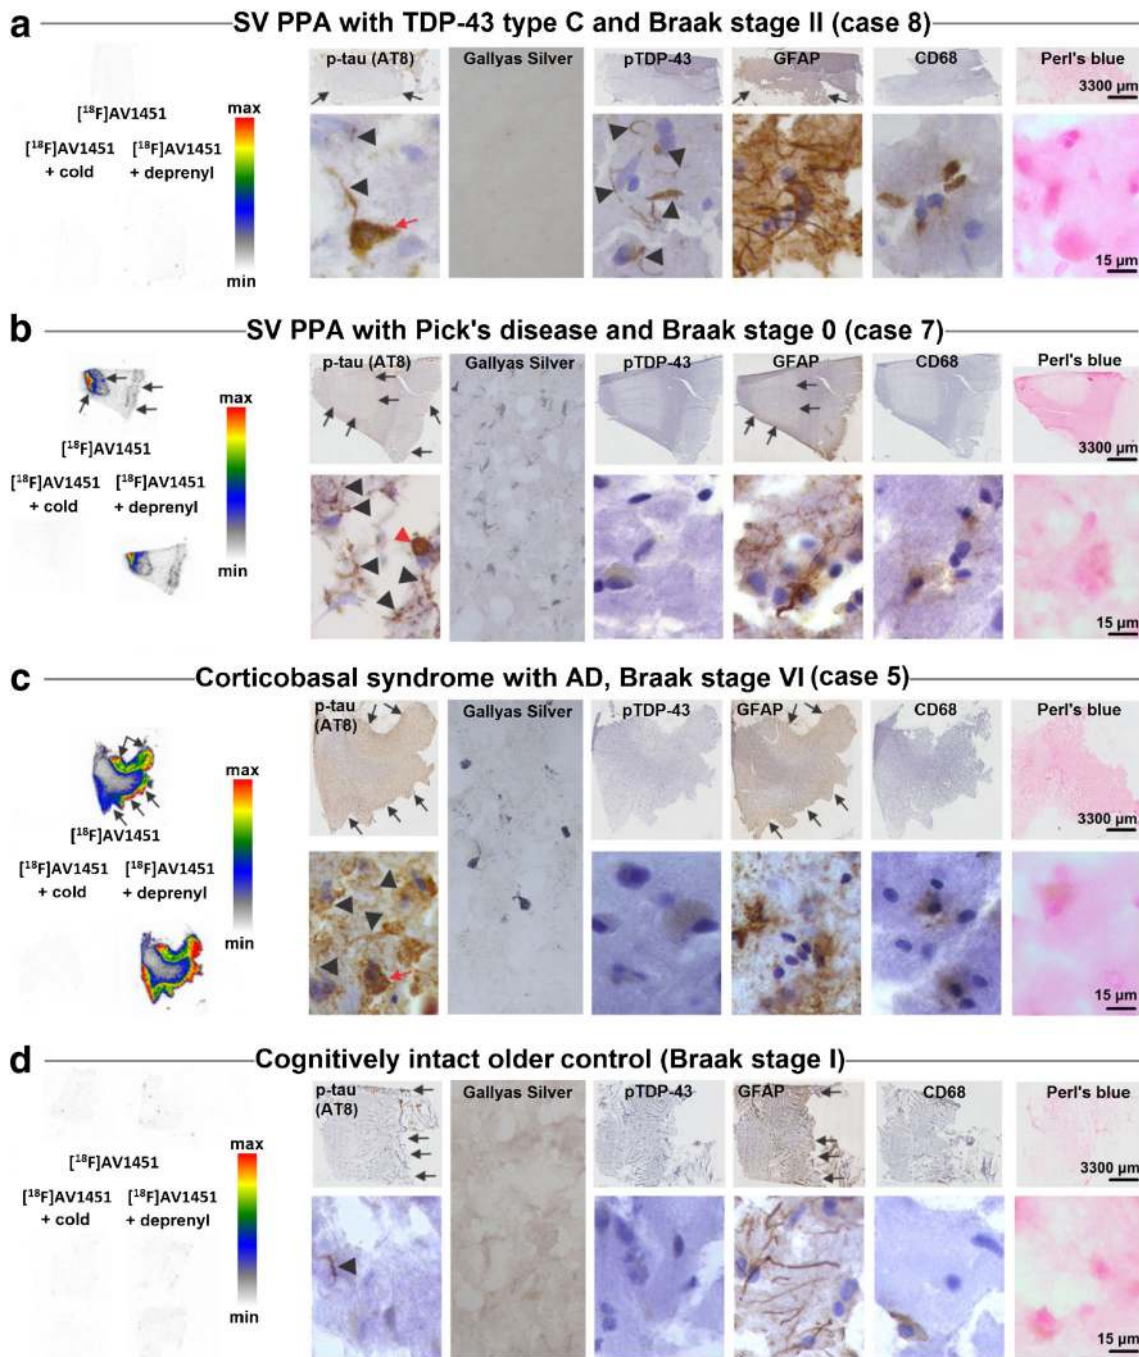 a SV PPA with TDP-43 type C and Braak stage II (case 8)
p-tau (AT8) Gallyas Silver pTDP-43 GFAP CD68 Perl's blue
3300 µm
[¹⁸F]AV1451
max
[¹⁸F]AV1451 [¹⁸F]AV1451
+ cold + deprenyl
min
15 µm
b SV PPA with Pick's disease and Braak stage 0 (case 7)
p-tau (AT8) Gallyas Silver pTDP-43 GFAP CD68 Perl's blue
max
[¹⁸F]AV1451
3300 µm
[¹⁸F]AV1451 [¹⁸F]AV1451
+ cold + deprenyl
min
15 µm
c Corticobasal syndrome with AD, Braak stage VI (case 5)
p-tau Gallyas Silver pTDP-43 GFAP CD68 Perl's blue
(AT8)
max
3300 µm
[¹⁸F]AV1451
[¹⁸F]AV1451 [¹⁸F]AV1451
+ cold + deprenyl
min
15 µm
d Cognitively intact older control (Braak stage I)
p-tau Gallyas Silver pTDP-43 GFAP CD68 Perl's blue
(AT8)
max
[¹⁸F]AV1451
3300 µm
[¹⁸F]AV1451 [¹⁸F]AV1451
+ cold + deprenyl
min
15 µm